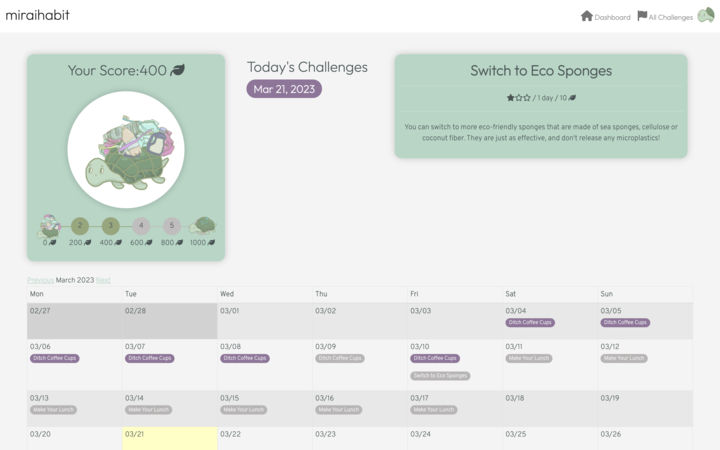 miraihabit
Dashboard
All Challenges
Your Score:400
2
3
4
5
0
200
400
600
800
1000
Today's Challenges
Mar 21, 2023
Switch to Eco Sponges
/ 1 day / 10
You can switch to more eco-friendly sponges that are made of sea sponges, cellulose or
coconut fiber. They are just as effective, and don't release any microplastics!
Previous March 2023 Next
Mon Tue Wed Thu Fri Sat Sun
02/27 02/28 03/01 03/02 03/03 03/04 03/05
Ditch Coffee Cups Ditch Coffee Cups
03/06 03/07 03/08 03/09 03/10 03/11 03/12
Ditch Coffee Cups Ditch Coffee Cups Ditch Coffee Cups Ditch Coffee Cups Ditch Coffee Cups Make Your Lunch Make Your Lunch
Switch to Eco Sponges
03/13 03/14 03/15 03/16 03/17 03/18 03/19
Make Your Lunch Make Your Lunch Make Your Lunch Make Your Lunch Make Your Lunch
03/20 03/21 03/22 03/23 03/24 03/25 03/26